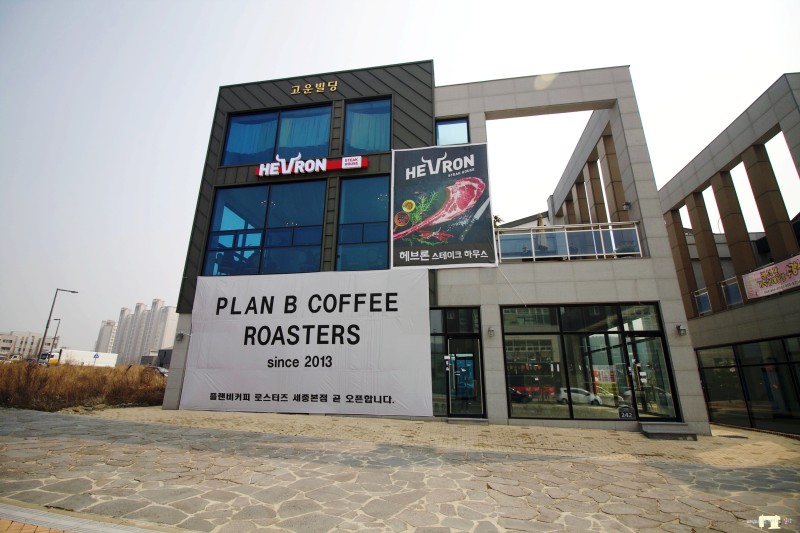 고운빌딩
HEVRON
STEAK HOUSE
HEVRON
STEAK HOUSE
헤브론 스테이크 하우스
PLAN B COFFEE
ROASTERS
since 2013
플랜비커피 로스터즈 세종본점 곧 오픈합니다.
242